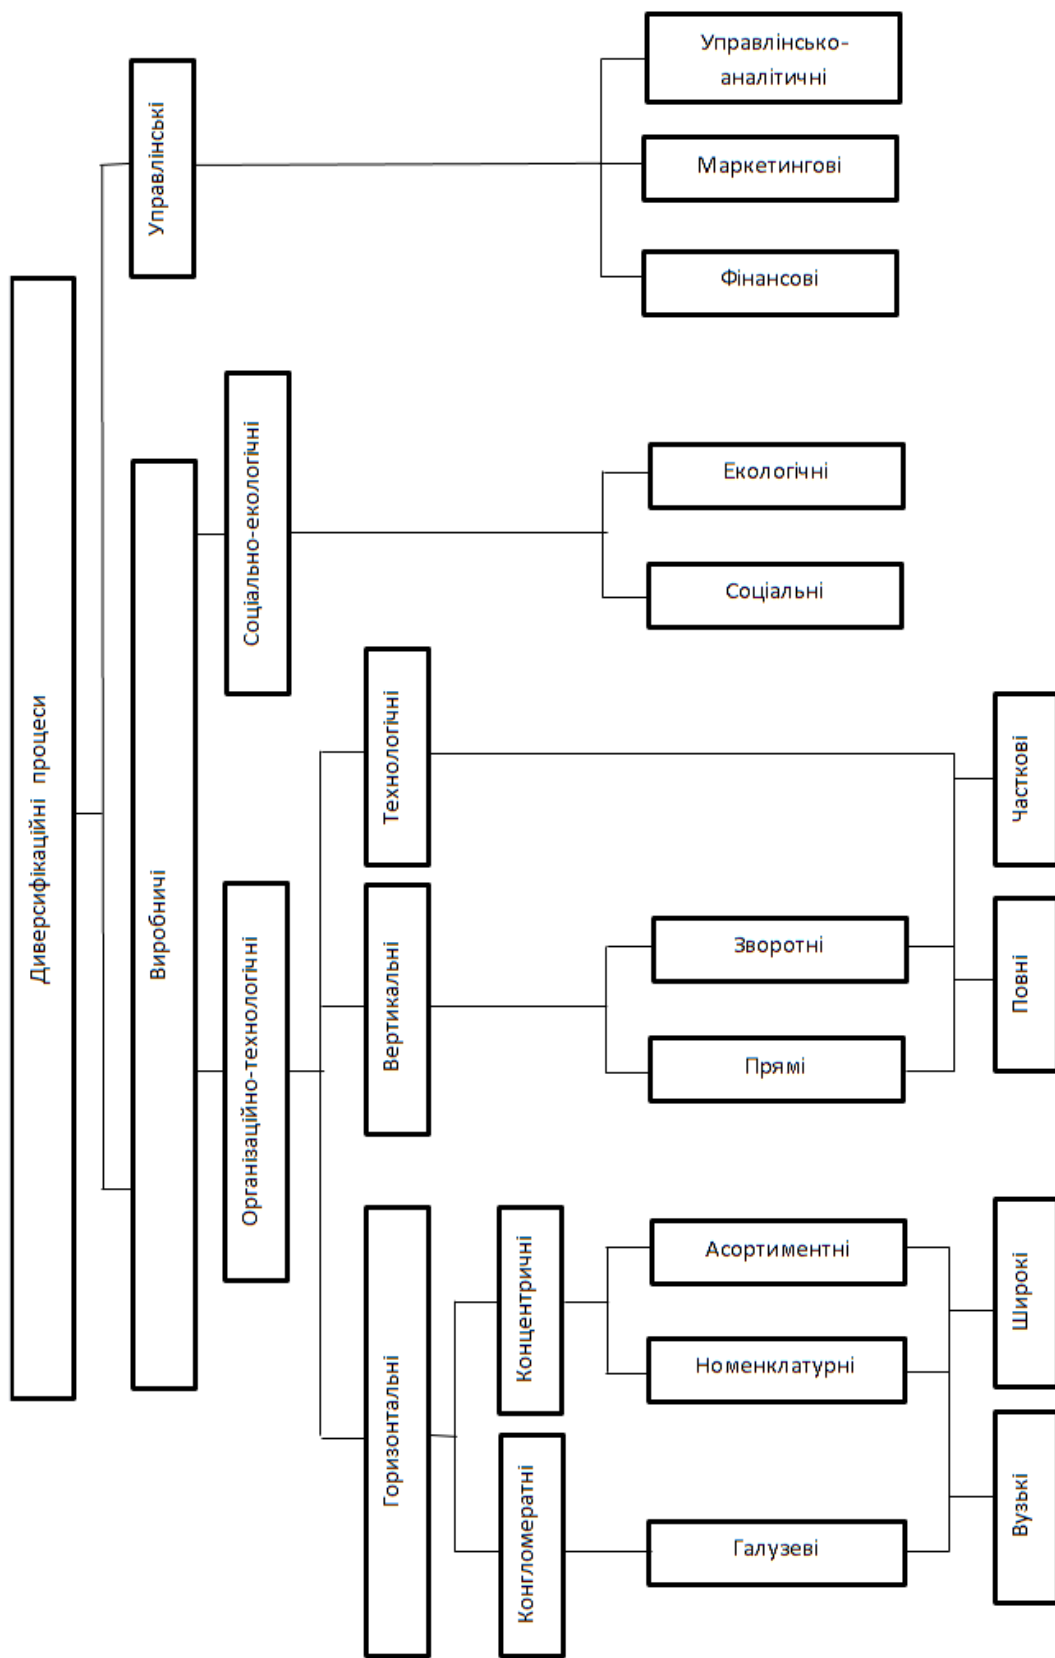 Диверсифікаційні процеси
Виробничі
Управлінські
Організаційно-технологічні
Соціально-екологічні
Горизонтальні
Вертикальні
Технологічні
Конгломератні
Концентричні
Галузеві
Номенклатурні
Асортиментні
Прямі
Зворотні
Соціальні
Екологічні
Фінансові
Маркетингові
Управлінсько-
аналітичні
Вузькі
Широкі
Повні
Часткові